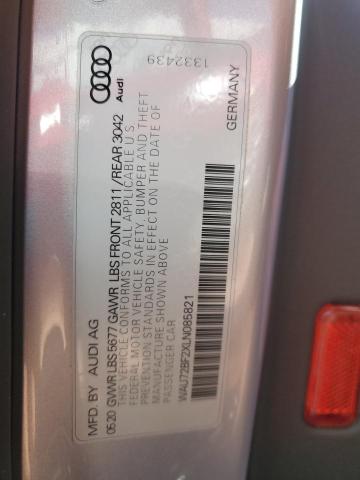 MFD BY AUDI AG
05.20 GVWR LBS 5677 GAWR LBS FRONT 2811/REAR 3042
THIS VEHICLE CONFORMS TO ALL APPLICABLE U S
FEDERAL MOTOR VEHICLE SAFETY, BUMPER AND THEFT
PREVENTION STANDARDS IN EFFECT ON THE DATE OF
MANUFACTURE SHOWN ABOVE
PASSENGER CAR
WAU72BF2XLN085821
GERMANY
Audi
1332439